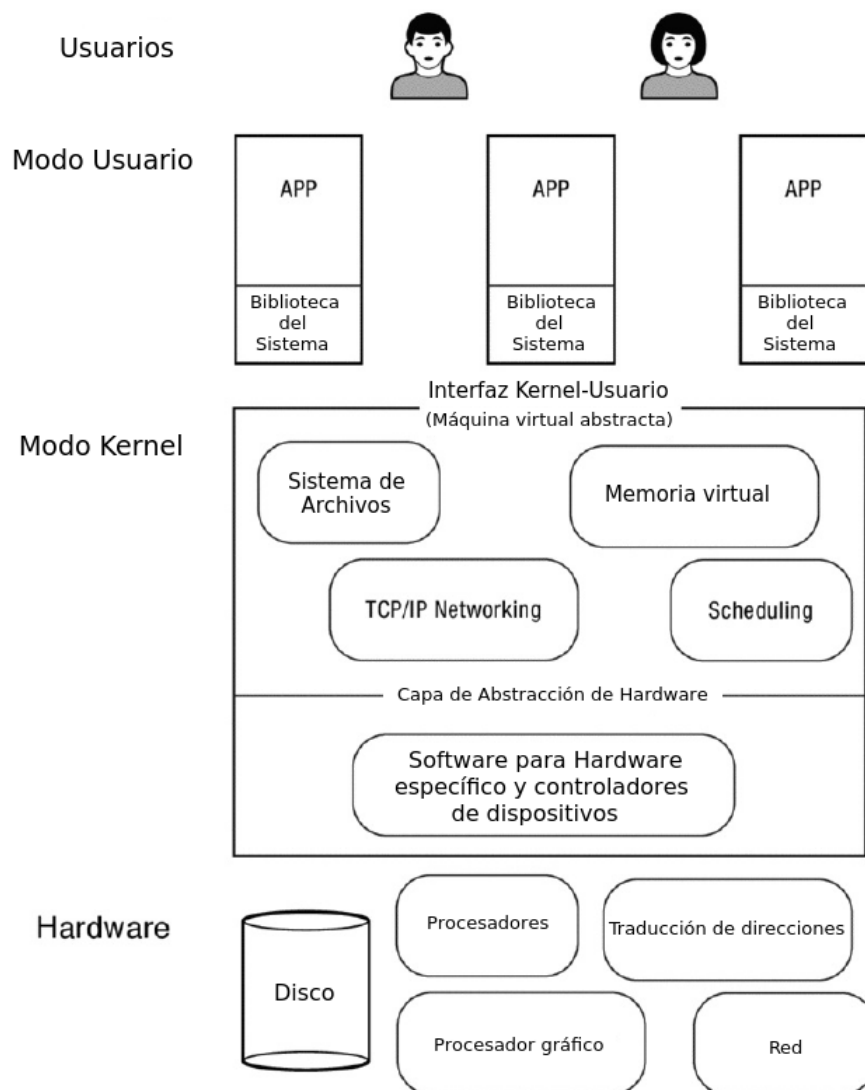 Usuarios
Modo Usuario
APP
APP
APP
Biblioteca
del
Sistema
Biblioteca
del
Sistema
Biblioteca
del
Sistema
Interfaz Kernel-Usuario
(Máquina virtual abstracta)
Modo Kernel
Sistema de
Archivos
Memoria virtual
TCP/IP Networking
Scheduling
Capa de Abstracción de Hardware
Software para Hardware
específico y controladores
de dispositivos
Hardware
Disco
Procesadores
Traducción de direcciones
Procesador gráfico
Red